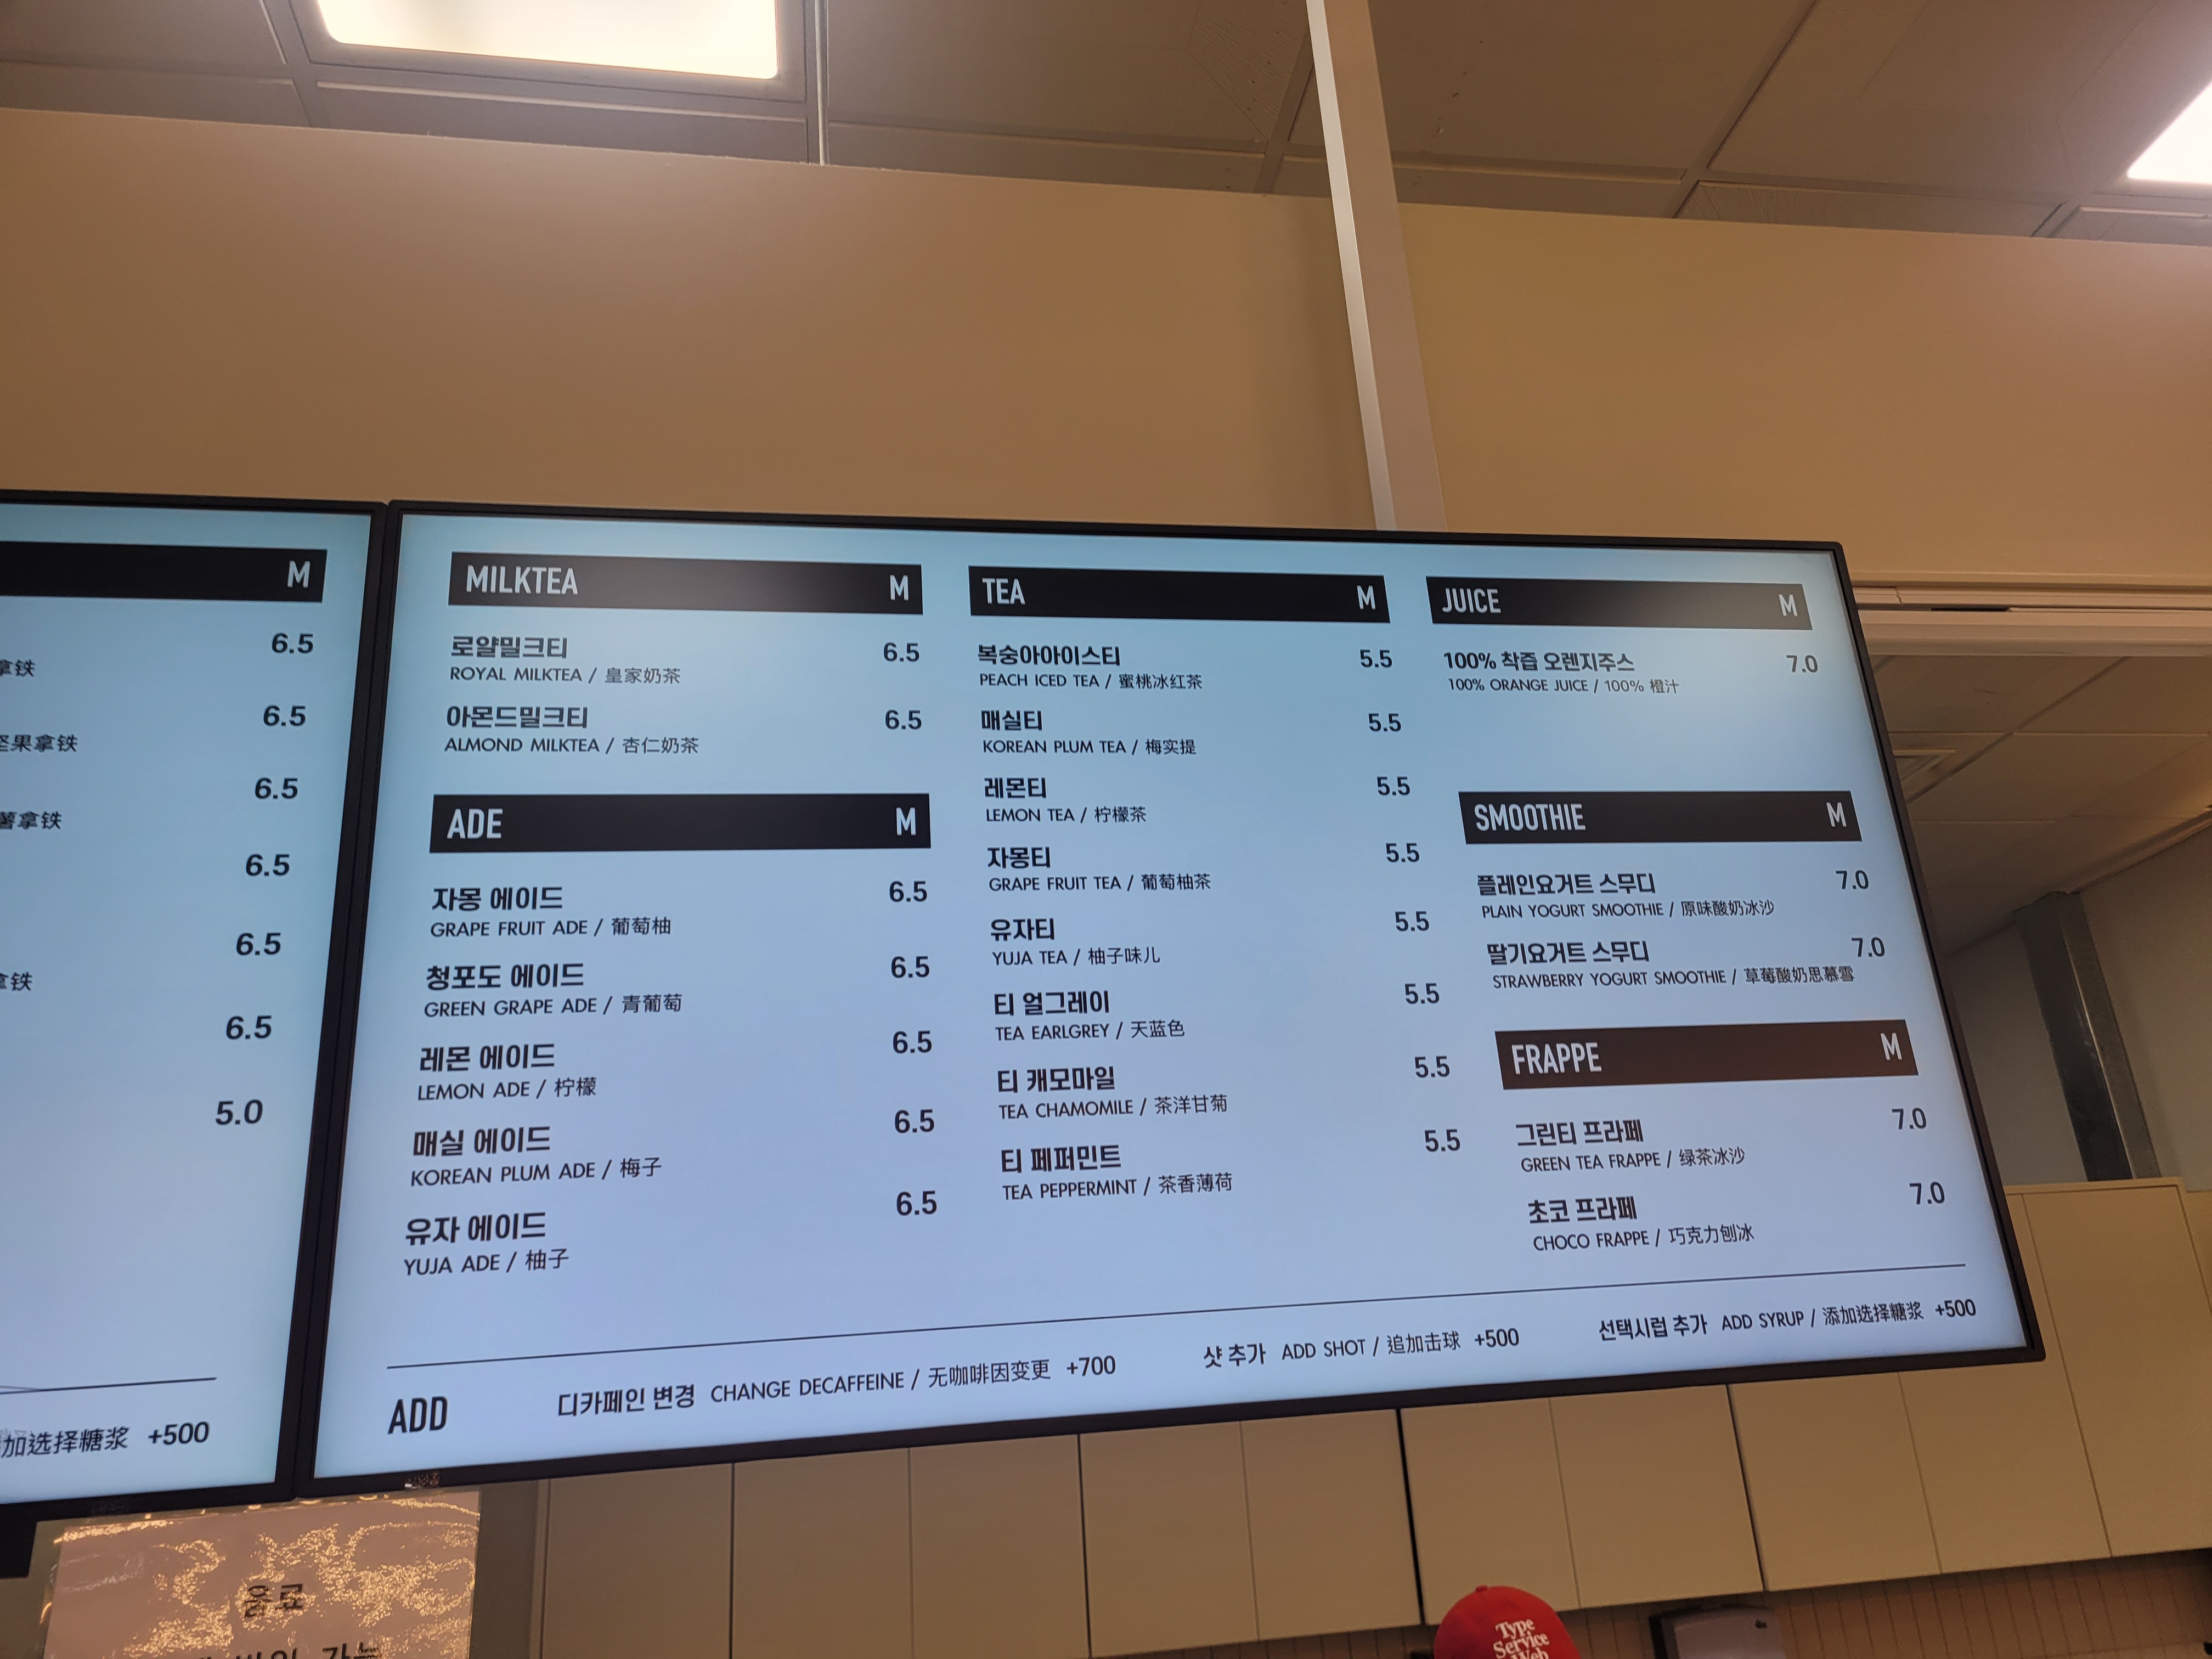 M
6.5
拿铁
6.5
坚果拿铁
6.5
薯拿铁
6.5
6.5
拿铁
6.5
5.0
加选择糖浆 +500
MILKTEA M
로얄밀크티 6.5
ROYAL MILKTEA / 皇家奶茶
아몬드밀크티 6.5
ALMOND MILKTEA / 杏仁奶茶
ADE M
자몽 에이드 6.5
GRAPE FRUIT ADE / 葡萄柚
청포도 에이드 6.5
GREEN GRAPE ADE / 青葡萄
레몬 에이드 6.5
LEMON ADE / 柠檬
매실 에이드 6.5
KOREAN PLUM ADE / 梅子
유자 에이드 6.5
YUJA ADE / 柚子
TEA M
복숭아아이스티 5.5
PEACH ICED TEA / 蜜桃冰红茶
매실티 5.5
KOREAN PLUM TEA / 梅实提
레몬티 5.5
LEMON TEA / 柠檬茶
자몽티 5.5
GRAPE FRUIT TEA / 葡萄柚茶
유자티 5.5
YUJA TEA / 柚子味儿
티 얼그레이 5.5
TEA EARLGREY / 天蓝色
티 캐모마일 5.5
TEA CHAMOMILE / 茶洋甘菊
티 페퍼민트 5.5
TEA PEPPERMINT / 茶香薄荷
JUICE M
100% 착즙 오렌지주스 7.0
100% ORANGE JUICE / 100% 橙汁
SMOOTHIE M
플레인요거트 스무디 7.0
PLAIN YOGURT SMOOTHIE / 原味酸奶冰沙
딸기요거트 스무디 7.0
STRAWBERRY YOGURT SMOOTHIE / 草莓酸奶思慕雪
FRAPPE M
그린티 프라페 7.0
GREEN TEA FRAPPE / 绿茶冰沙
초코 프라페 7.0
CHOCO FRAPPE / 巧克力刨冰
ADD 디카페인 변경 CHANGE DECAFFEINE / 无咖啡因变更 +700 샷 추가 ADD SHOT / 追加击球 +500 선택시럽 추가 ADD SYRUP / 添加选择糖浆 +500
음료
Type
Service
Web